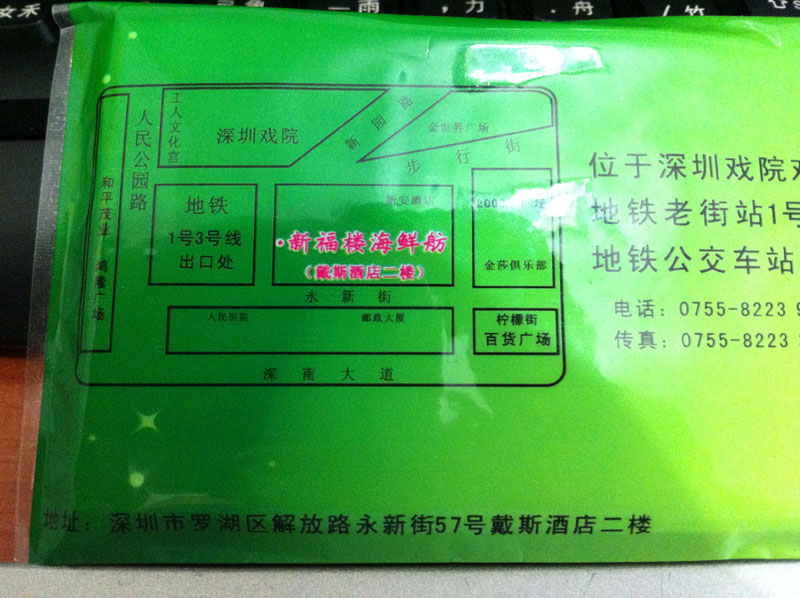 工人文化宫
深圳戏院
新园路
金世界广场
步行街
人民公园路
和平茂业
鸿隆广场
地铁
1号3号线
出口处
新安酒店
·新福楼海鲜舫
（戴斯酒店二楼）
金莎俱乐部
永新街
人民医院
邮政大厦
柠檬街
百货广场
深南大道
位于深圳戏院
地铁老街站1号
地铁公交车站
电话：0755-8223 9
传真：0755-8223
地址：深圳市罗湖区解放路永新街57号戴斯酒店二楼